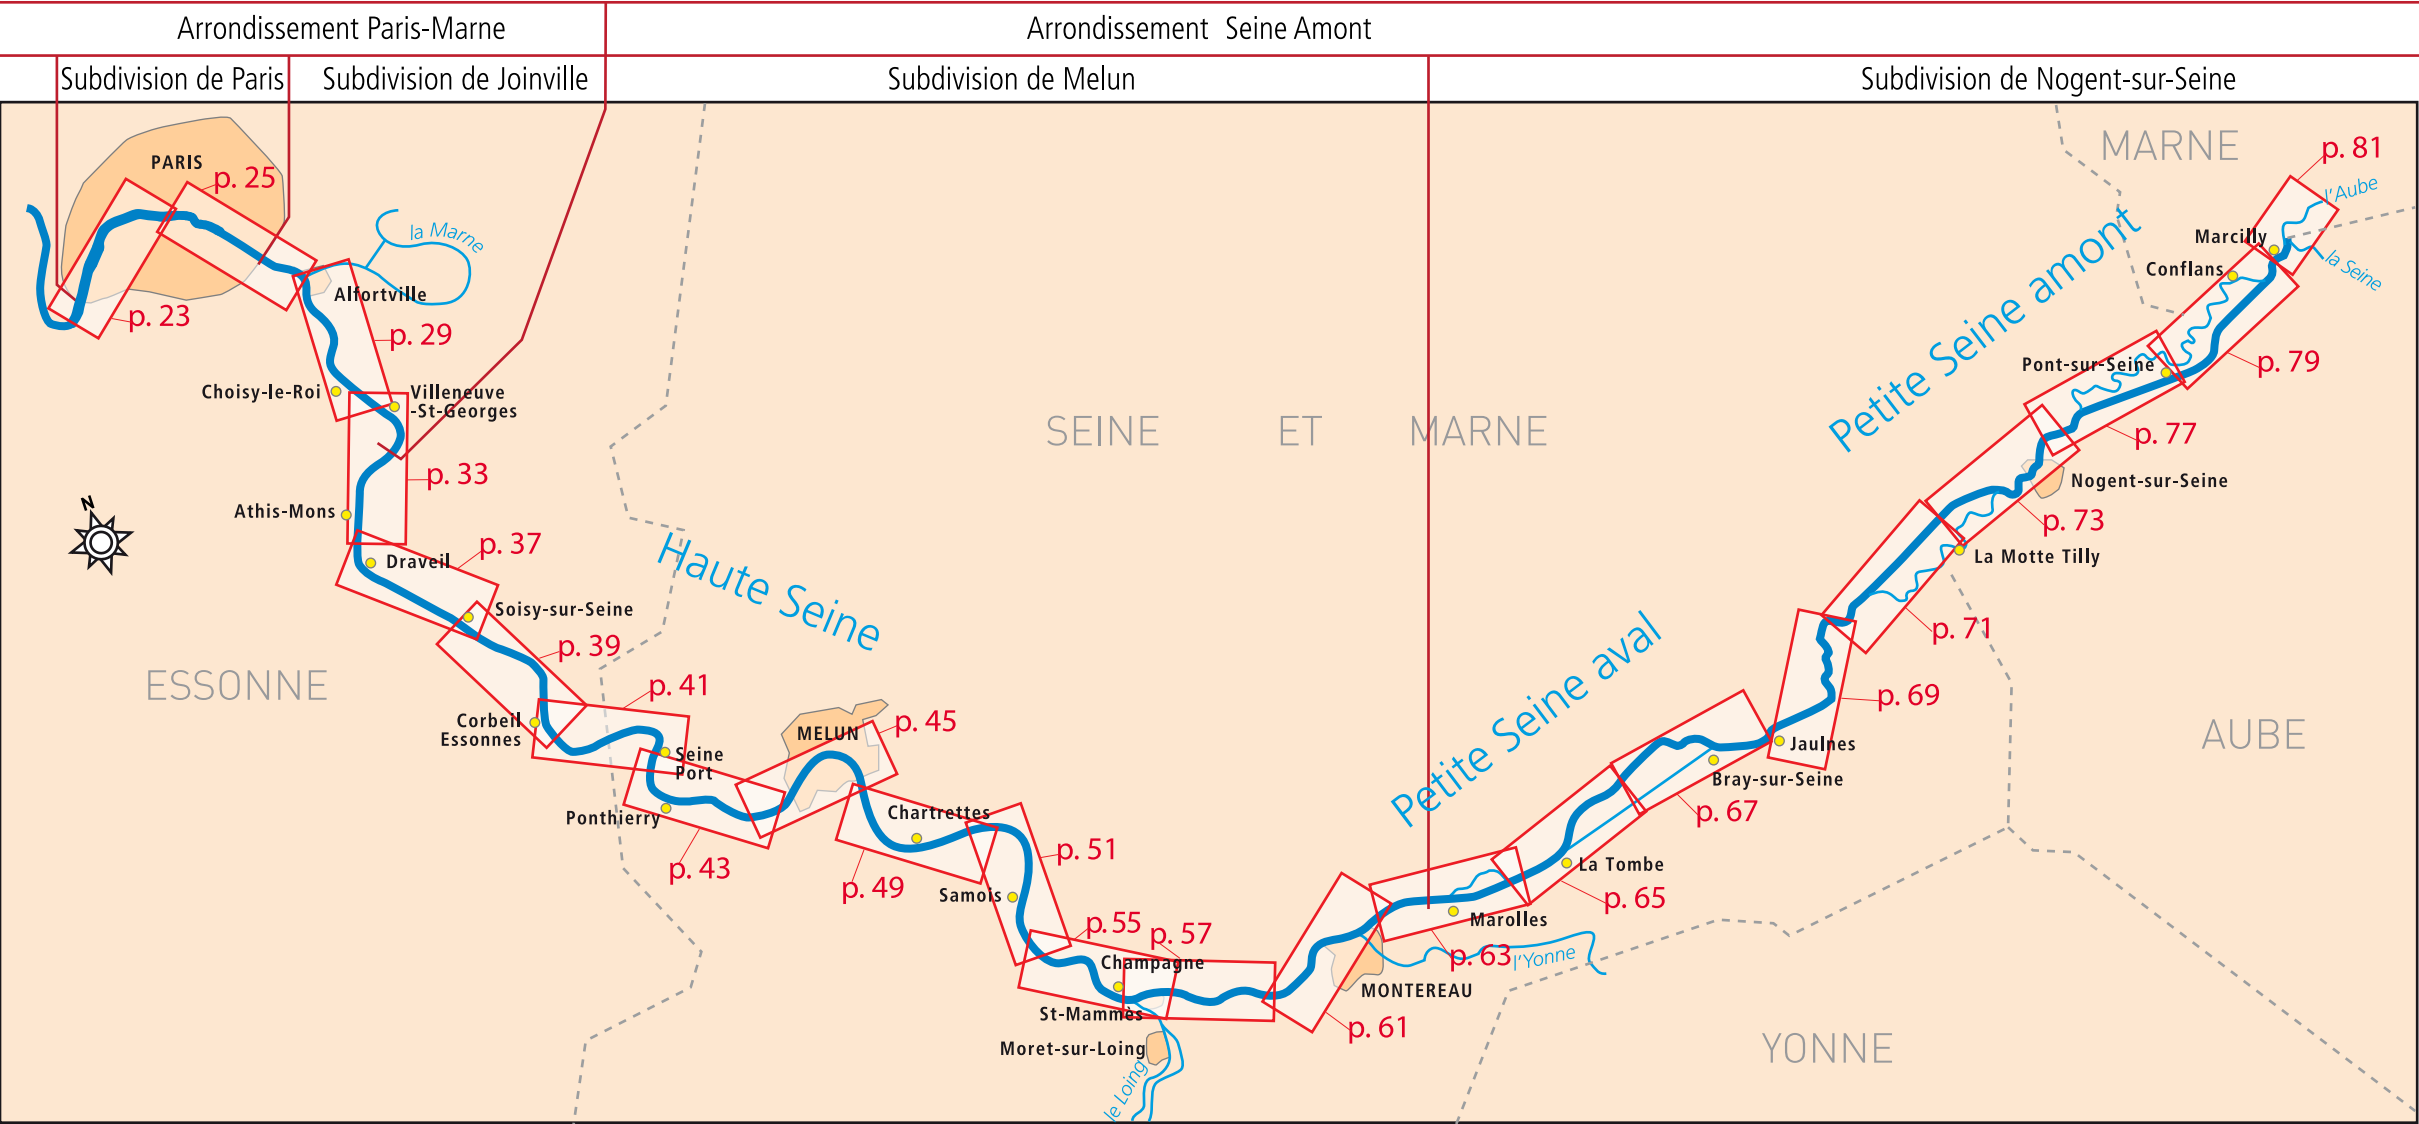 Arrondissement Paris-Marne
Arrondissement Seine Amont
Subdivision de Paris
Subdivision de Joinville
Subdivision de Melun
Subdivision de Nogent-sur-Seine
PARIS
p. 25
p. 23
la Marne
Alfortville
p. 29
Choisy-le-Roi
Villeneuve
-St-Georges
p. 33
Athis-Mons
N
Draveil
p. 37
Soisy-sur-Seine
p. 39
ESSONNE
Corbeil
Essonnes
p. 41
Seine
Port
Ponthierry
p. 43
Haute Seine
MELUN
p. 45
Chartrettes
p. 49
p. 51
Samois
p. 55
p. 57
Champagne
St-Mammès
Moret-sur-Loing
le Loing
SEINE ET MARNE
p. 61
MONTEREAU
p. 63
l'Yonne
Marolles
Petite Seine aval
La Tombe
p. 65
p. 67
Bray-sur-Seine
Jaulnes
p. 69
p. 71
La Motte Tilly
p. 73
Nogent-sur-Seine
p. 77
Pont-sur-Seine
p. 79
Petite Seine amont
Conflans
Marcilly
p. 81
l'Aube
la Seine
MARNE
AUBE
YONNE